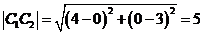 |C₁C₂| = √((4−0)² + (0−3)²) = 5